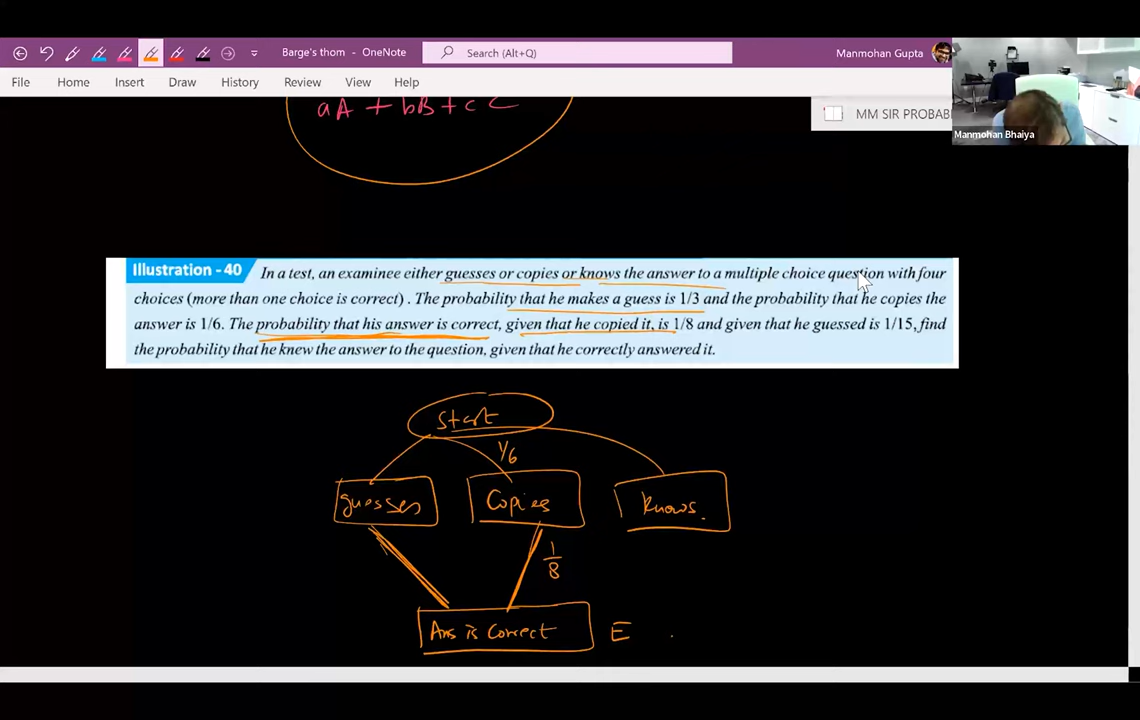 Barge's thom - OneNote
Search (Alt+Q)
Manmohan Gupta
File Home Insert Draw History Review View Help
aA + bB + cC
MM SIR PROBAB
Manmohan Bhaiya
Illustration - 40 In a test, an examinee either guesses or copies or knows the answer to a multiple choice question with four
choices (more than one choice is correct) . The probability that he makes a guess is 1/3 and the probability that he copies the
answer is 1/6. The probability that his answer is correct, given that he copied it, is 1/8 and given that he guessed is 1/15, find
the probability that he knew the answer to the question, given that he correctly answered it.
Start
1/6
guesses Copies Knows.
1/8
Ans is Correct E